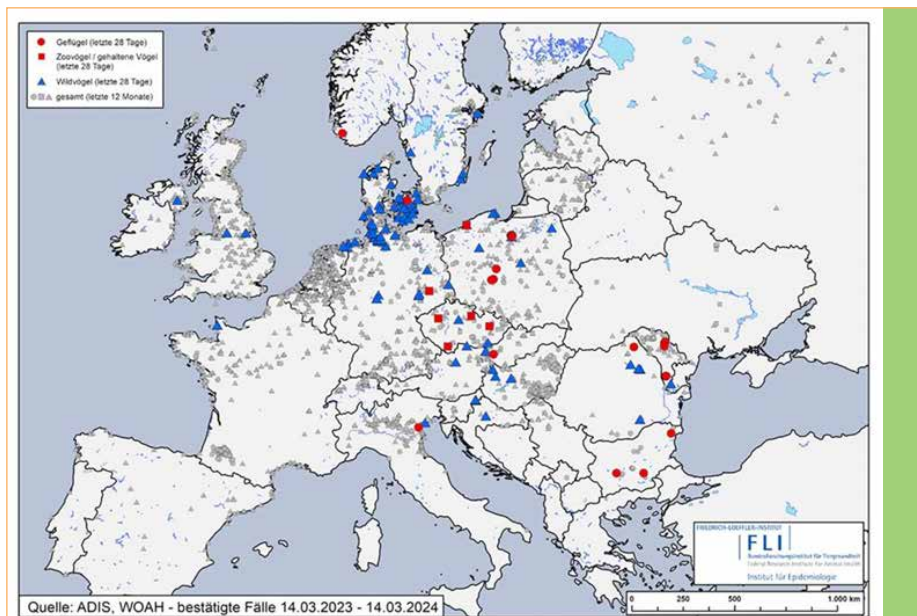 Geflügel (letzte 28 Tage)
Zoovögel / gehaltene Vögel
(letzte 28 Tage)
Wildvögel (letzte 28 Tage)
gesamt (letzte 12 Monate)
FRIEDRICH-LOEFFLER-INSTITUT
FLI
Bundesforschungsinstitut für Tiergesundheit
Federal Research Institute for Animal Health
Institut für Epidemiologie
Quelle: ADIS, WOAH - bestätigte Fälle 14.03.2023 - 14.03.2024
0 250 500 1.000 km